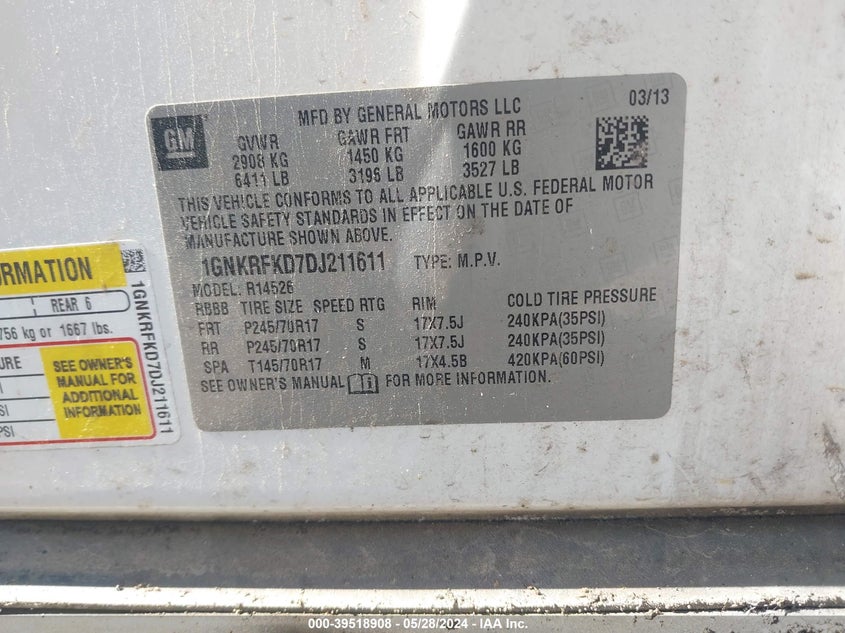 MFD BY GENERAL MOTORS LLC
03/13
GM
GVWR GAWR FRT GAWR RR
2908 KG 1450 KG 1600 KG
6411 LB 3196 LB 3527 LB
THIS VEHICLE CONFORMS TO ALL APPLICABLE U.S. FEDERAL MOTOR
VEHICLE SAFETY STANDARDS IN EFFECT ON THE DATE OF
MANUFACTURE SHOWN ABOVE.
1GNKRFKD7DJ211611 TYPE: M.P.V.
MODEL: R14526
RBBB TIRE SIZE SPEED RTG RIM COLD TIRE PRESSURE
FRT P245/70R17 S 17X7.5J 240KPA(35PSI)
RR P245/70R17 S 17X7.5J 240KPA(35PSI)
SPA T145/70R17 M 17X4.5B 420KPA(60PSI)
SEE OWNER'S MANUAL FOR MORE INFORMATION.
ORMATION
REAR 6
756 kg or 1667 lbs.
URE
SI
SI
PSI
SEE OWNER'S
MANUAL FOR
ADDITIONAL
INFORMATION
1GNKRFKD7DJ211611
000-39518908 - 05/28/2024 - IAA Inc.